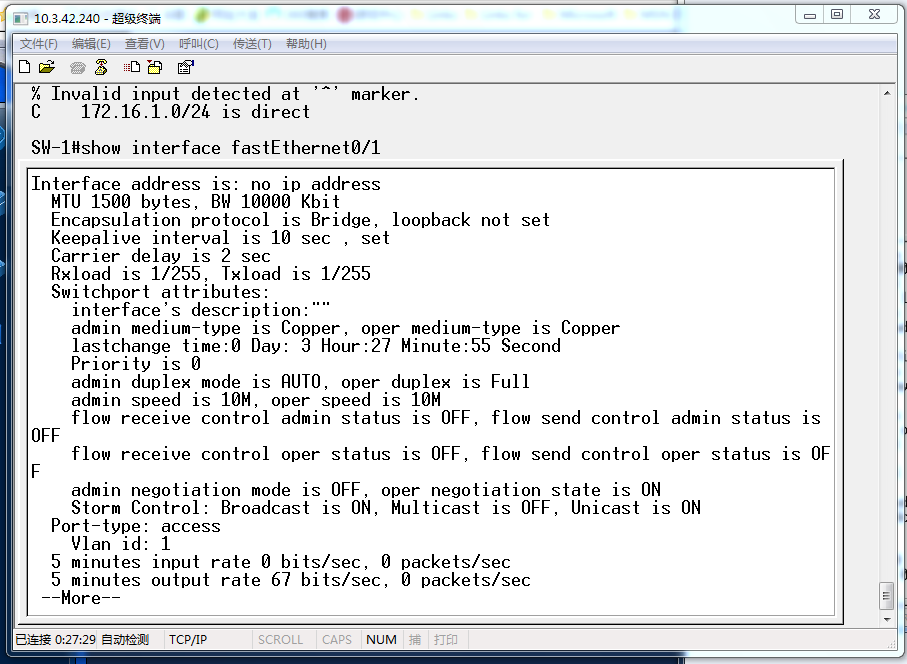 10.3.42.240 - 超级终端
文件(F) 编辑(E) 查看(V) 呼叫(C) 传送(T) 帮助(H)
% Invalid input detected at '^' marker.
C    172.16.1.0/24 is direct
SW-1#show interface fastEthernet0/1
Interface address is: no ip address
MTU 1500 bytes, BW 10000 Kbit
Encapsulation protocol is Bridge, loopback not set
Keepalive interval is 10 sec , set
Carrier delay is 2 sec
Rxload is 1/255, Txload is 1/255
Switchport attributes:
interface's description:""
admin medium-type is Copper, oper medium-type is Copper
lastchange time:0 Day: 3 Hour:27 Minute:55 Second
Priority is 0
admin duplex mode is AUTO, oper duplex is Full
admin speed is 10M, oper speed is 10M
flow receive control admin status is OFF, flow send control admin status is
OFF
flow receive control oper status is OFF, flow send control oper status is OF
F
admin negotiation mode is OFF, oper negotiation state is ON
Storm Control: Broadcast is ON, Multicast is OFF, Unicast is ON
Port-type: access
Vlan id: 1
5 minutes input rate 0 bits/sec, 0 packets/sec
5 minutes output rate 67 bits/sec, 0 packets/sec
--More--
已连接 0:27:29 自动检测 TCP/IP SCROLL CAPS NUM 捕 打印